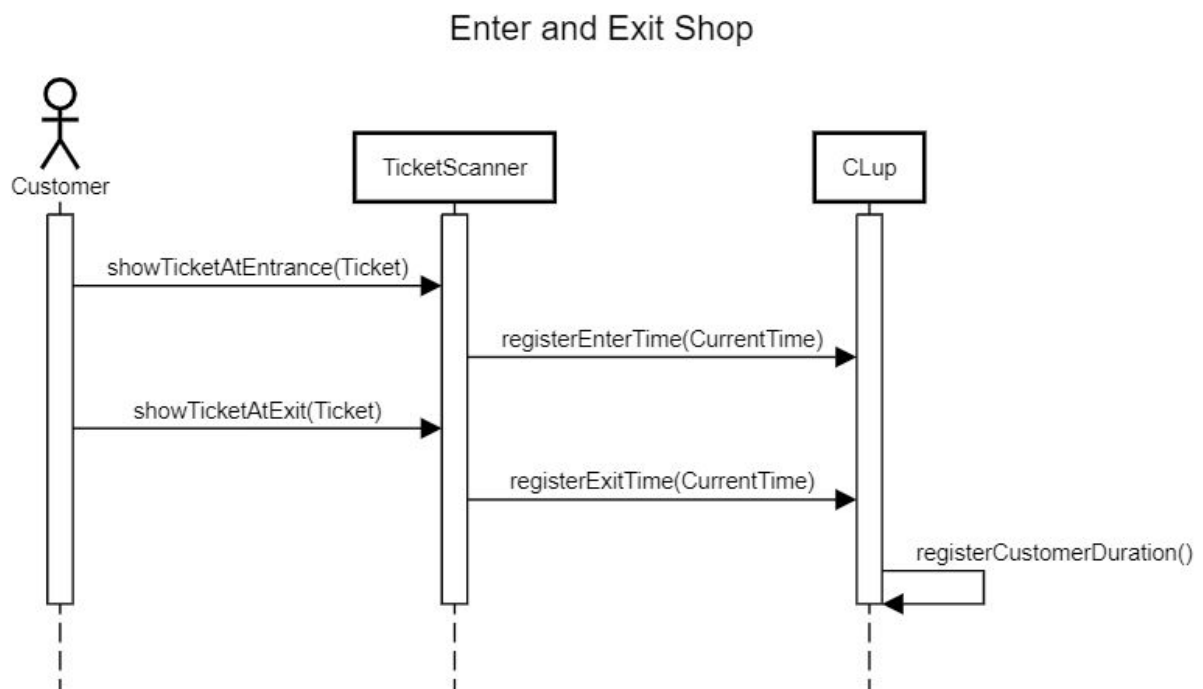 Enter and Exit Shop
Customer
TicketScanner
CLup
showTicketAtEntrance(Ticket)
registerEnterTime(CurrentTime)
showTicketAtExit(Ticket)
registerExitTime(CurrentTime)
registerCustomerDuration()